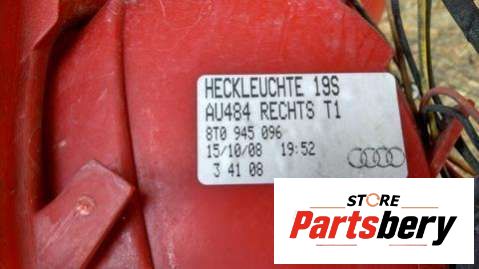 HECKLEUCHTE 19S
AU484 RECHTS T1
8T0 945 096
15/10/08 19:52
3 41 08
STORE
Partsbery